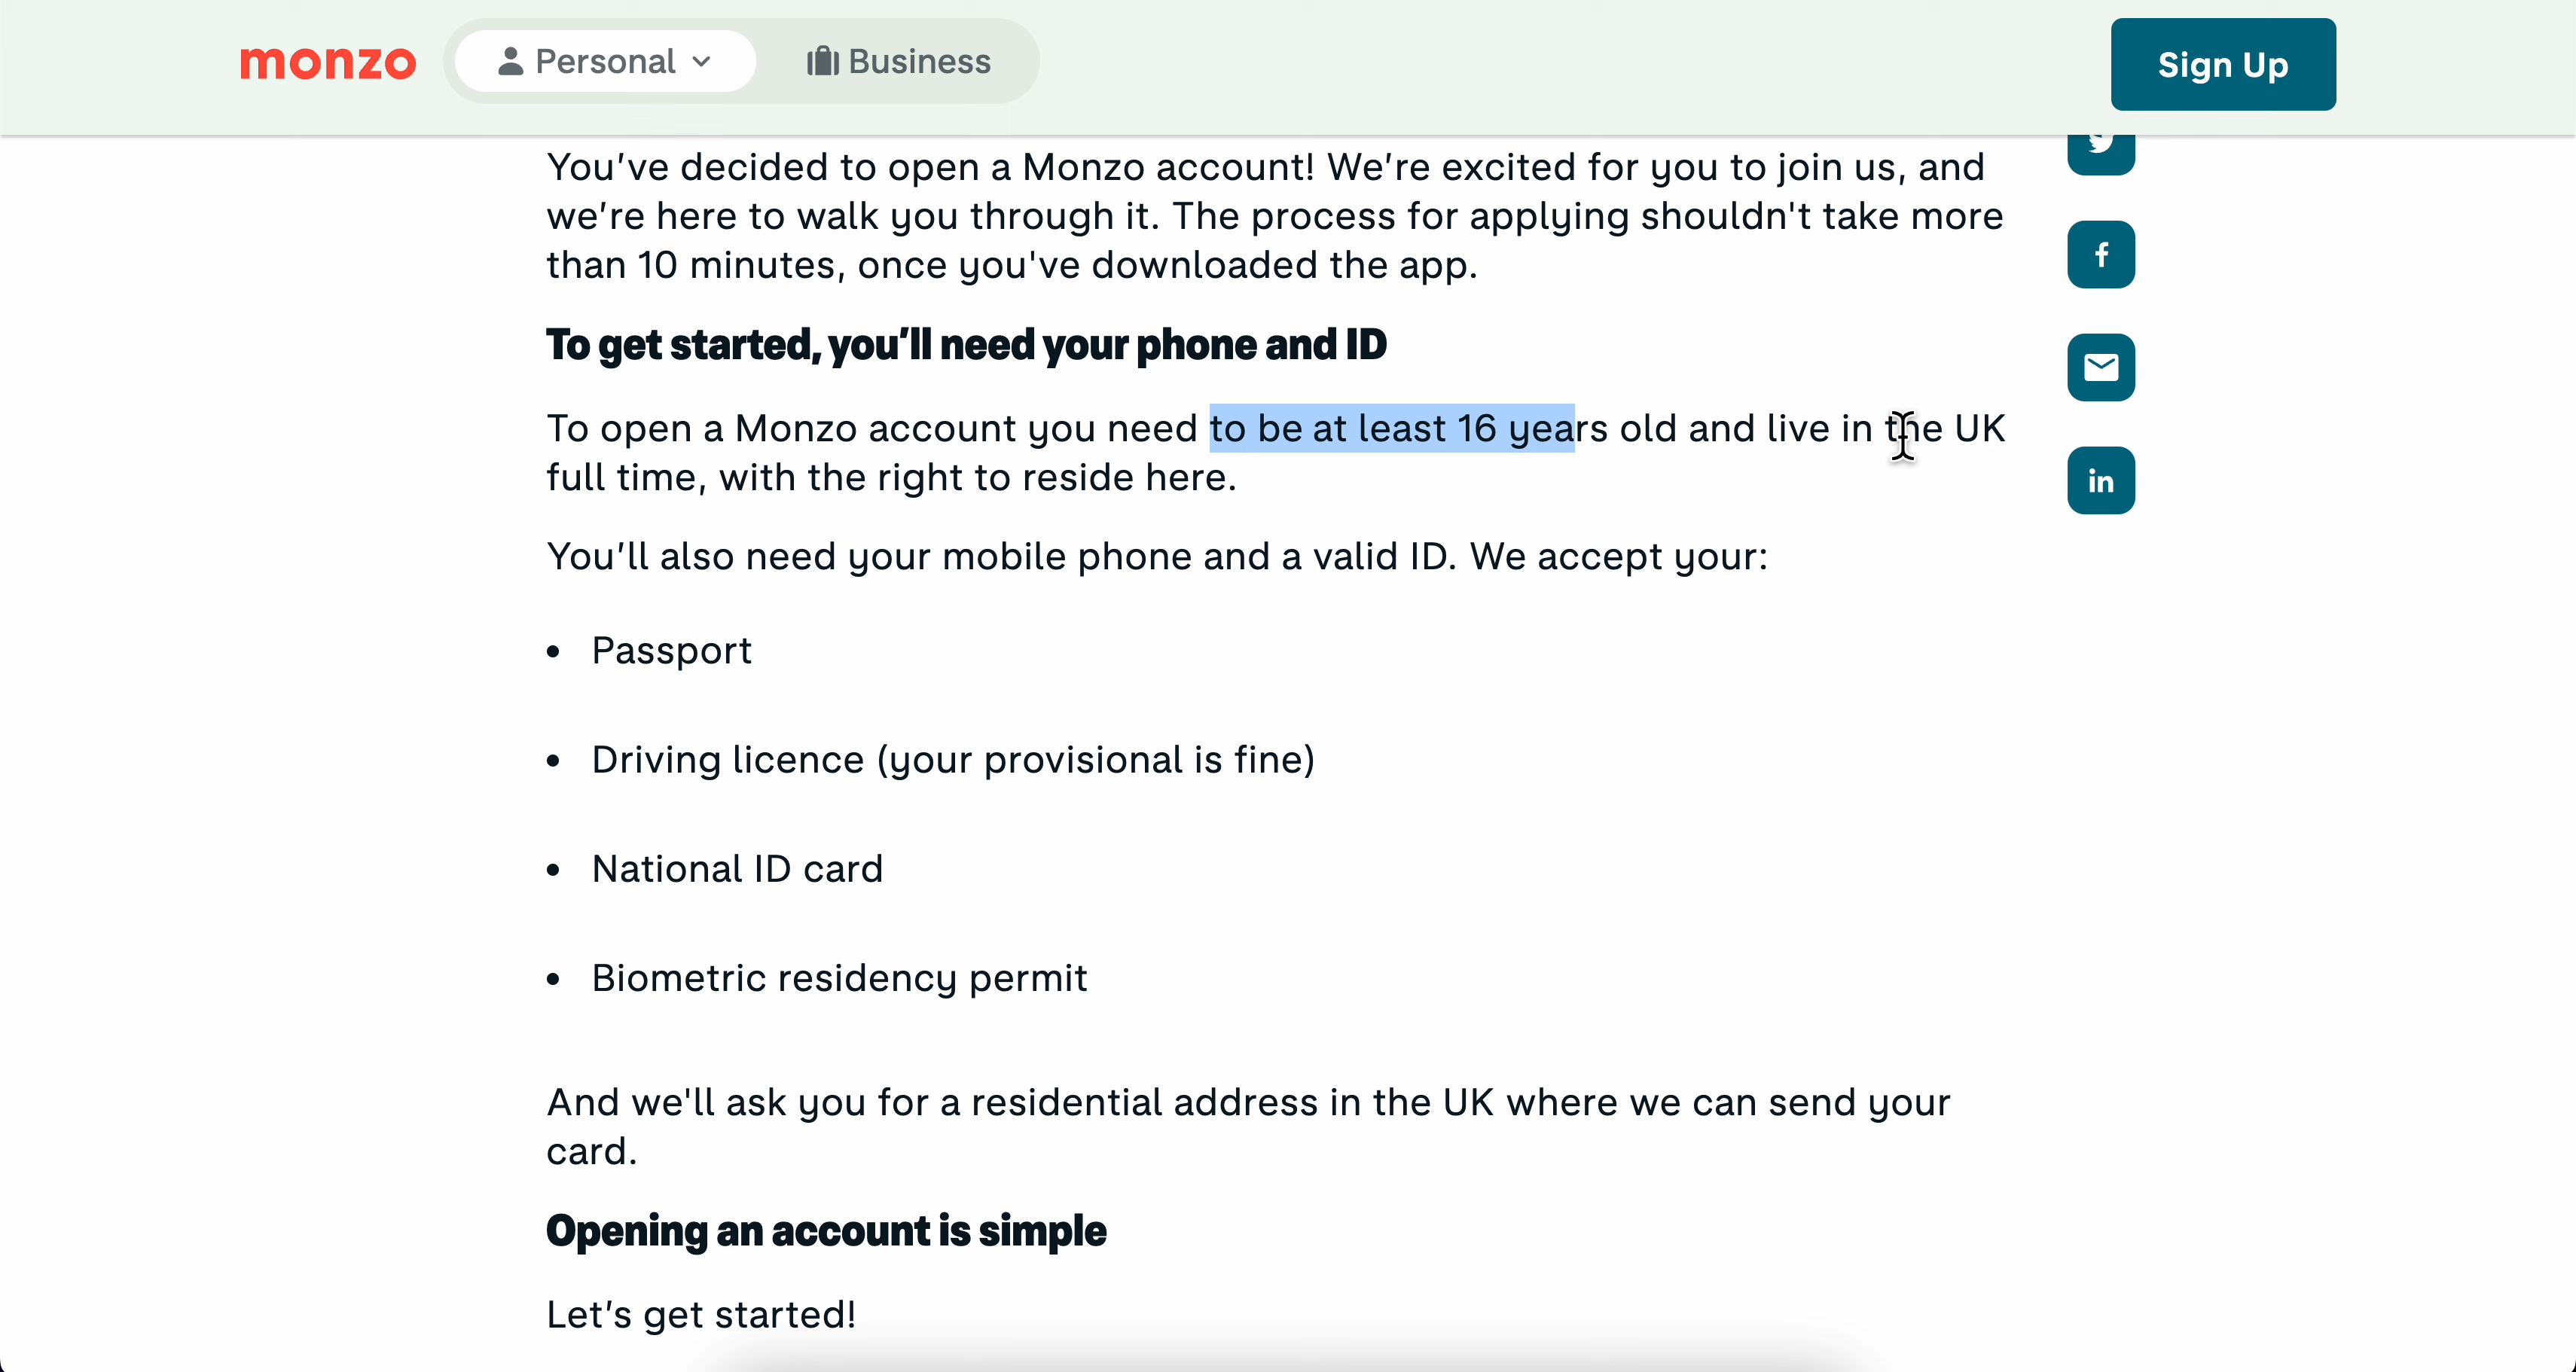 monzo
Personal
Business
Sign Up
You’ve decided to open a Monzo account! We’re excited for you to join us, and
we’re here to walk you through it. The process for applying shouldn't take more
than 10 minutes, once you've downloaded the app.
To get started, you’ll need your phone and ID
To open a Monzo account you need to be at least 16 years old and live in the UK
full time, with the right to reside here.
You’ll also need your mobile phone and a valid ID. We accept your:
• Passport
• Driving licence (your provisional is fine)
• National ID card
• Biometric residency permit
And we'll ask you for a residential address in the UK where we can send your
card.
Opening an account is simple
Let’s get started!
f
in